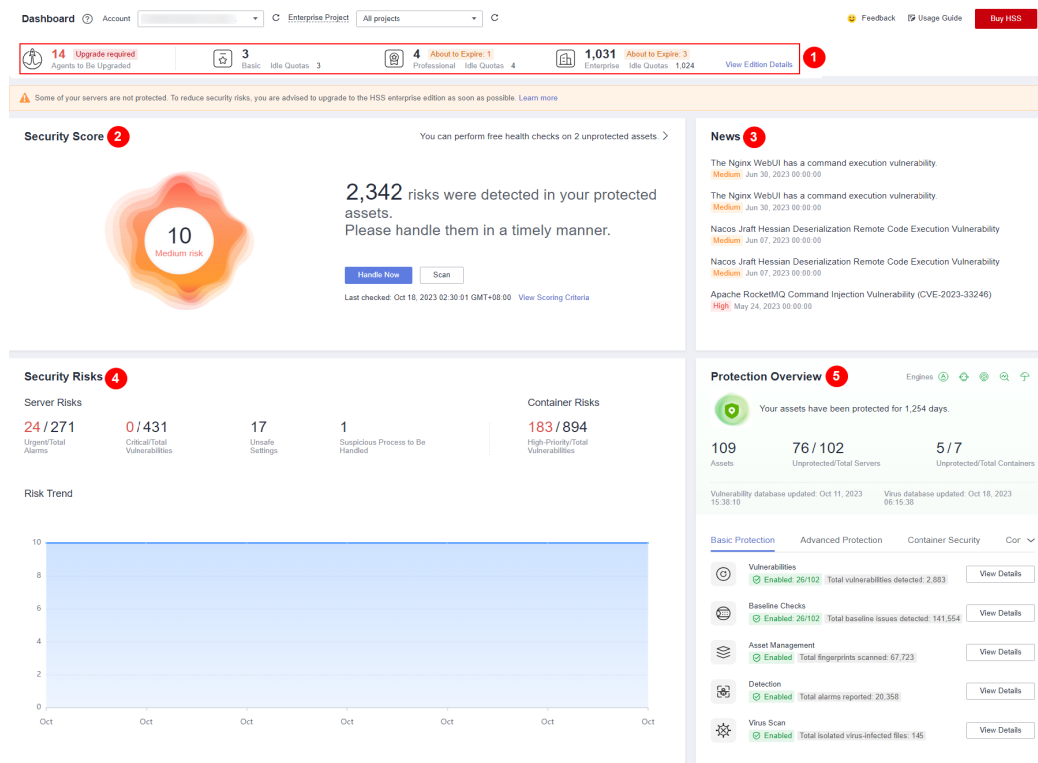 Dashboard Account Enterprise Project All projects Feedback Usage Guide Buy HSS
14 Upgrade required
Agents to Be Upgraded
3
Basic Idle Quotas 3
4 About to Expire: 1
Professional Idle Quotas 4
1,031 About to Expire: 3
Enterprise Idle Quotas 1,024
View Edition Details
1
Some of your servers are not protected. To reduce security risks, you are advised to upgrade to the HSS enterprise edition as soon as possible. Learn more
Security Score 2
You can perform free health checks on 2 unprotected assets.
10
Medium risk
2,342 risks were detected in your protected
assets.
Please handle them in a timely manner.
Handle Now Scan
Last checked: Oct 18, 2023 02:30:01 GMT+08:00 View Scoring Criteria
News 3
The Nginx WebUI has a command execution vulnerability.
Medium Jun 30, 2023 00:00:00
The Nginx WebUI has a command execution vulnerability.
Medium Jun 30, 2023 00:00:00
Nacos Jraft Hessian Deserialization Remote Code Execution Vulnerability
Medium Jun 07, 2023 00:00:00
Nacos Jraft Hessian Deserialization Remote Code Execution Vulnerability
Medium Jun 07, 2023 00:00:00
Apache RocketMQ Command Injection Vulnerability (CVE-2023-33246)
High May 24, 2023 00:00:00
Security Risks 4
Server Risks
24/271
Urgent/Total
Alarms
0/431
Critical/Total
Vulnerabilities
17
Unsafe
Settings
1
Suspicious Process to Be
Handled
Container Risks
183/894
High-Priority/Total
Vulnerabilities
Risk Trend
10
8
6
4
2
0
Oct Oct Oct Oct Oct Oct Oct
Protection Overview 5
Engines
Your assets have been protected for 1,254 days.
109
Assets
76/102
Unprotected/Total Servers
5/7
Unprotected/Total Containers
Vulnerability database updated: Oct 11, 2023
15:38:10
Virus database updated: Oct 18, 2023
06:15:38
Basic Protection Advanced Protection Container Security Cor
Vulnerabilities
Enabled: 26/102 Total vulnerabilities detected: 2,883
View Details
Baseline Checks
Enabled: 26/102 Total baseline issues detected: 141,554
View Details
Asset Management
Enabled Total fingerprints scanned: 67,723
View Details
Detection
Enabled Total alarms reported: 20,358
View Details
Virus Scan
Enabled Total isolated virus-infected files: 145
View Details